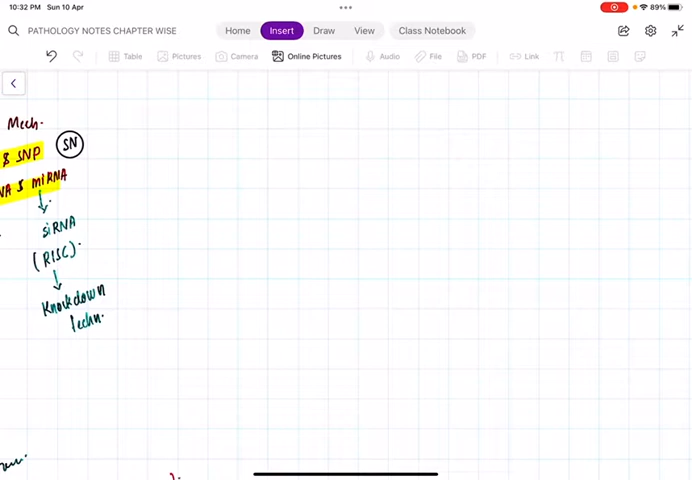 10:32 PM Sun 10 Apr
89%
PATHOLOGY NOTES CHAPTER WISE
Home Insert Draw View Class Notebook
Table Pictures Camera Online Pictures Audio File PDF Link
Mech.
& SNP SN
NA & miRNA
siRNA
(RISC).
Knockdown
Techn.